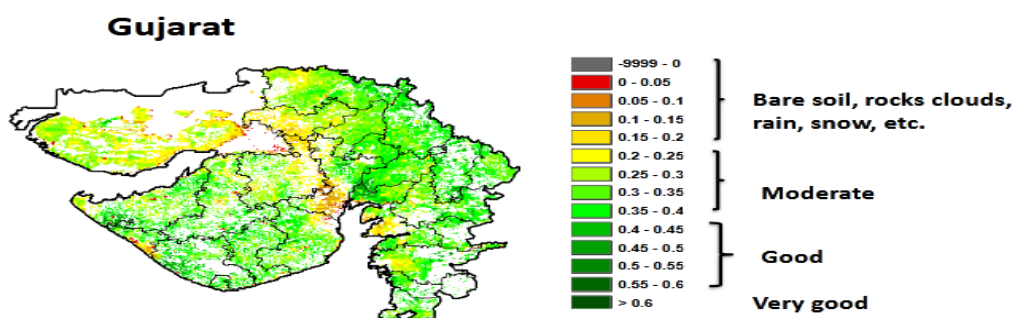 Gujarat
-9999 - 0
0 - 0.05
0.05 - 0.1
0.1 - 0.15
0.15 - 0.2
0.2 - 0.25
0.25 - 0.3
0.3 - 0.35
0.35 - 0.4
0.4 - 0.45
0.45 - 0.5
0.5 - 0.55
0.55 - 0.6
> 0.6
Bare soil, rocks clouds,
rain, snow, etc.
Moderate
Good
Very good